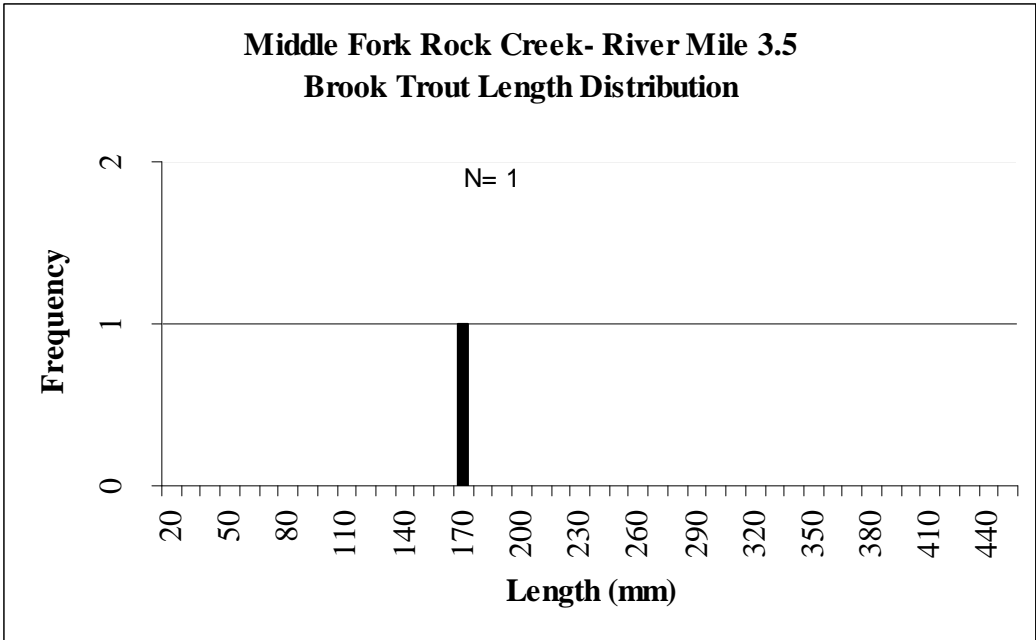 Middle Fork Rock Creek- River Mile 3.5
Brook Trout Length Distribution
N= 1
Frequency
2
1
0
20 50 80 110 140 170 200 230 260 290 320 350 380 410 440
Length (mm)